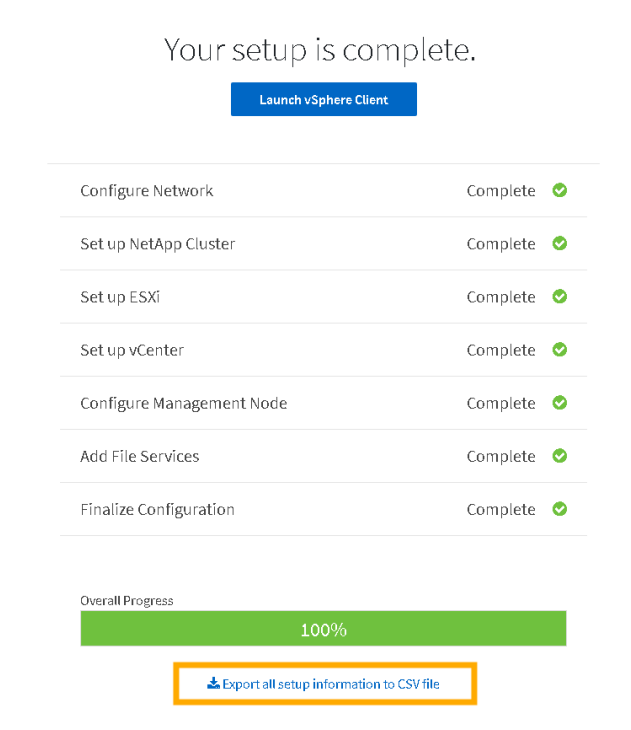 Your setup is complete.
Launch vSphere Client
Configure Network Complete
Set up NetApp Cluster Complete
Set up ESXi Complete
Set up vCenter Complete
Configure Management Node Complete
Add File Services Complete
Finalize Configuration Complete
Overall Progress
100%
Export all setup information to CSV file